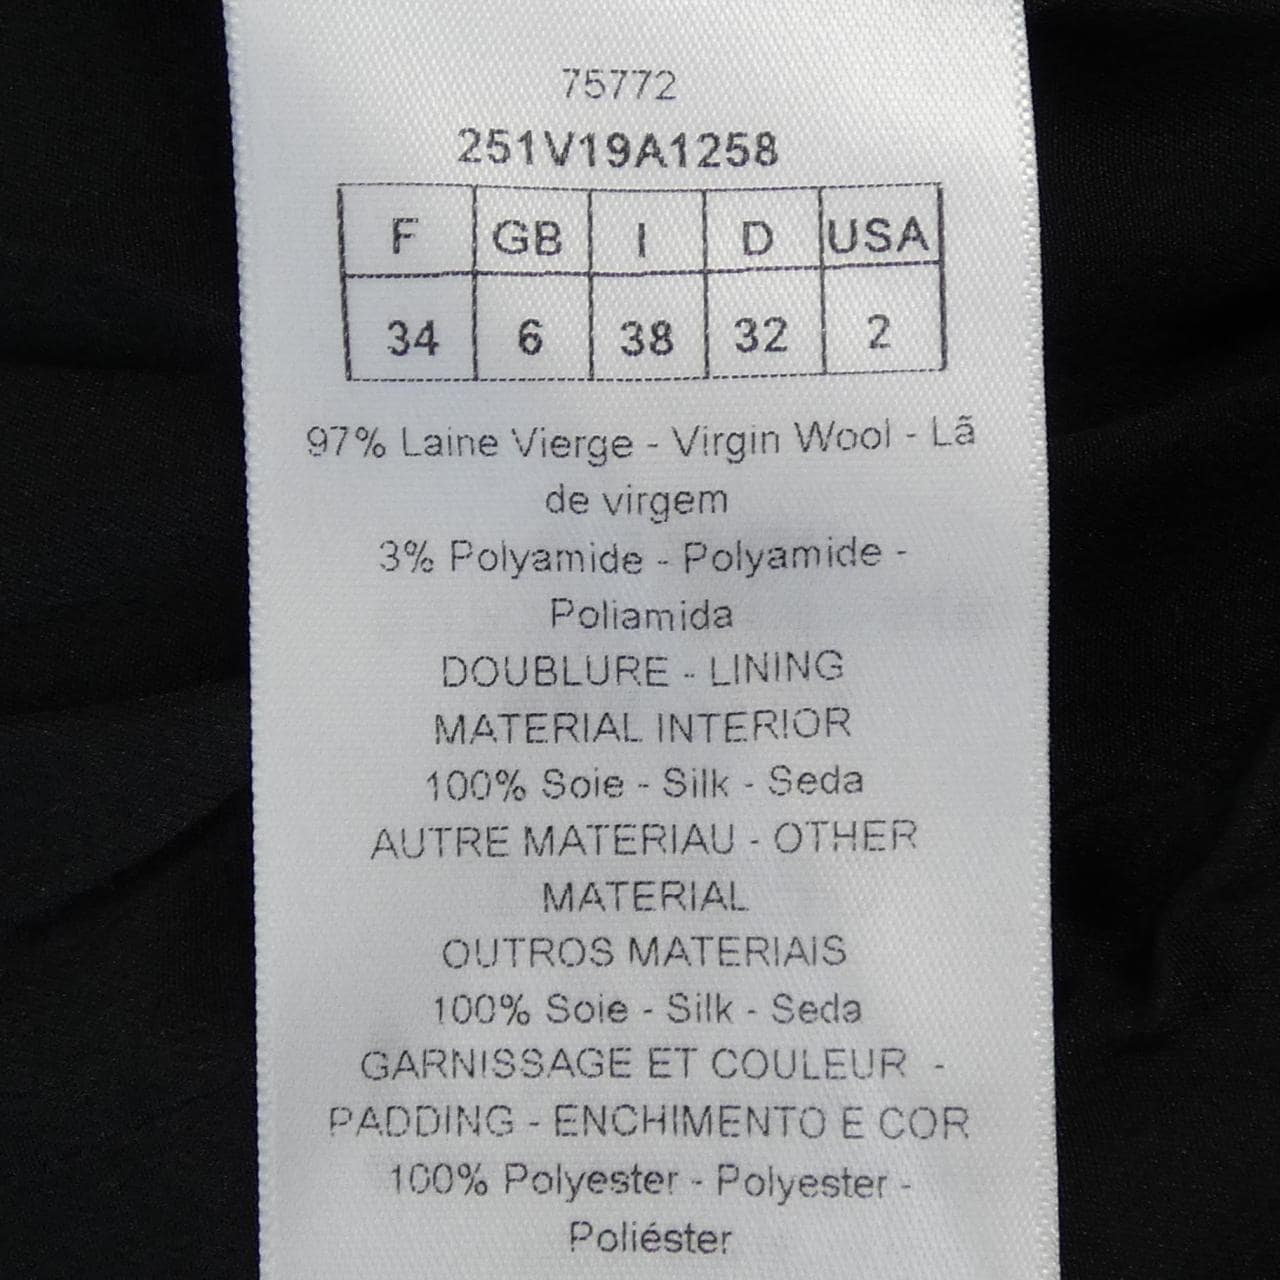 75772
251V19A1258
F GB I D USA
34 6 38 32 2
97% Laine Vierge - Virgin Wool - Lã
de virgem
3% Polyamide - Polyamide -
Poliamida
DOUBLURE - LINING
MATERIAL INTERIOR
100% Soie - Silk - Seda
AUTRE MATERIAU - OTHER
MATERIAL
OUTROS MATERIAIS
100% Soie - Silk - Seda
GARNISSAGE ET COULEUR -
PADDING - ENCHIMENTO E COR
100% Polyester - Polyester -
Poliéster